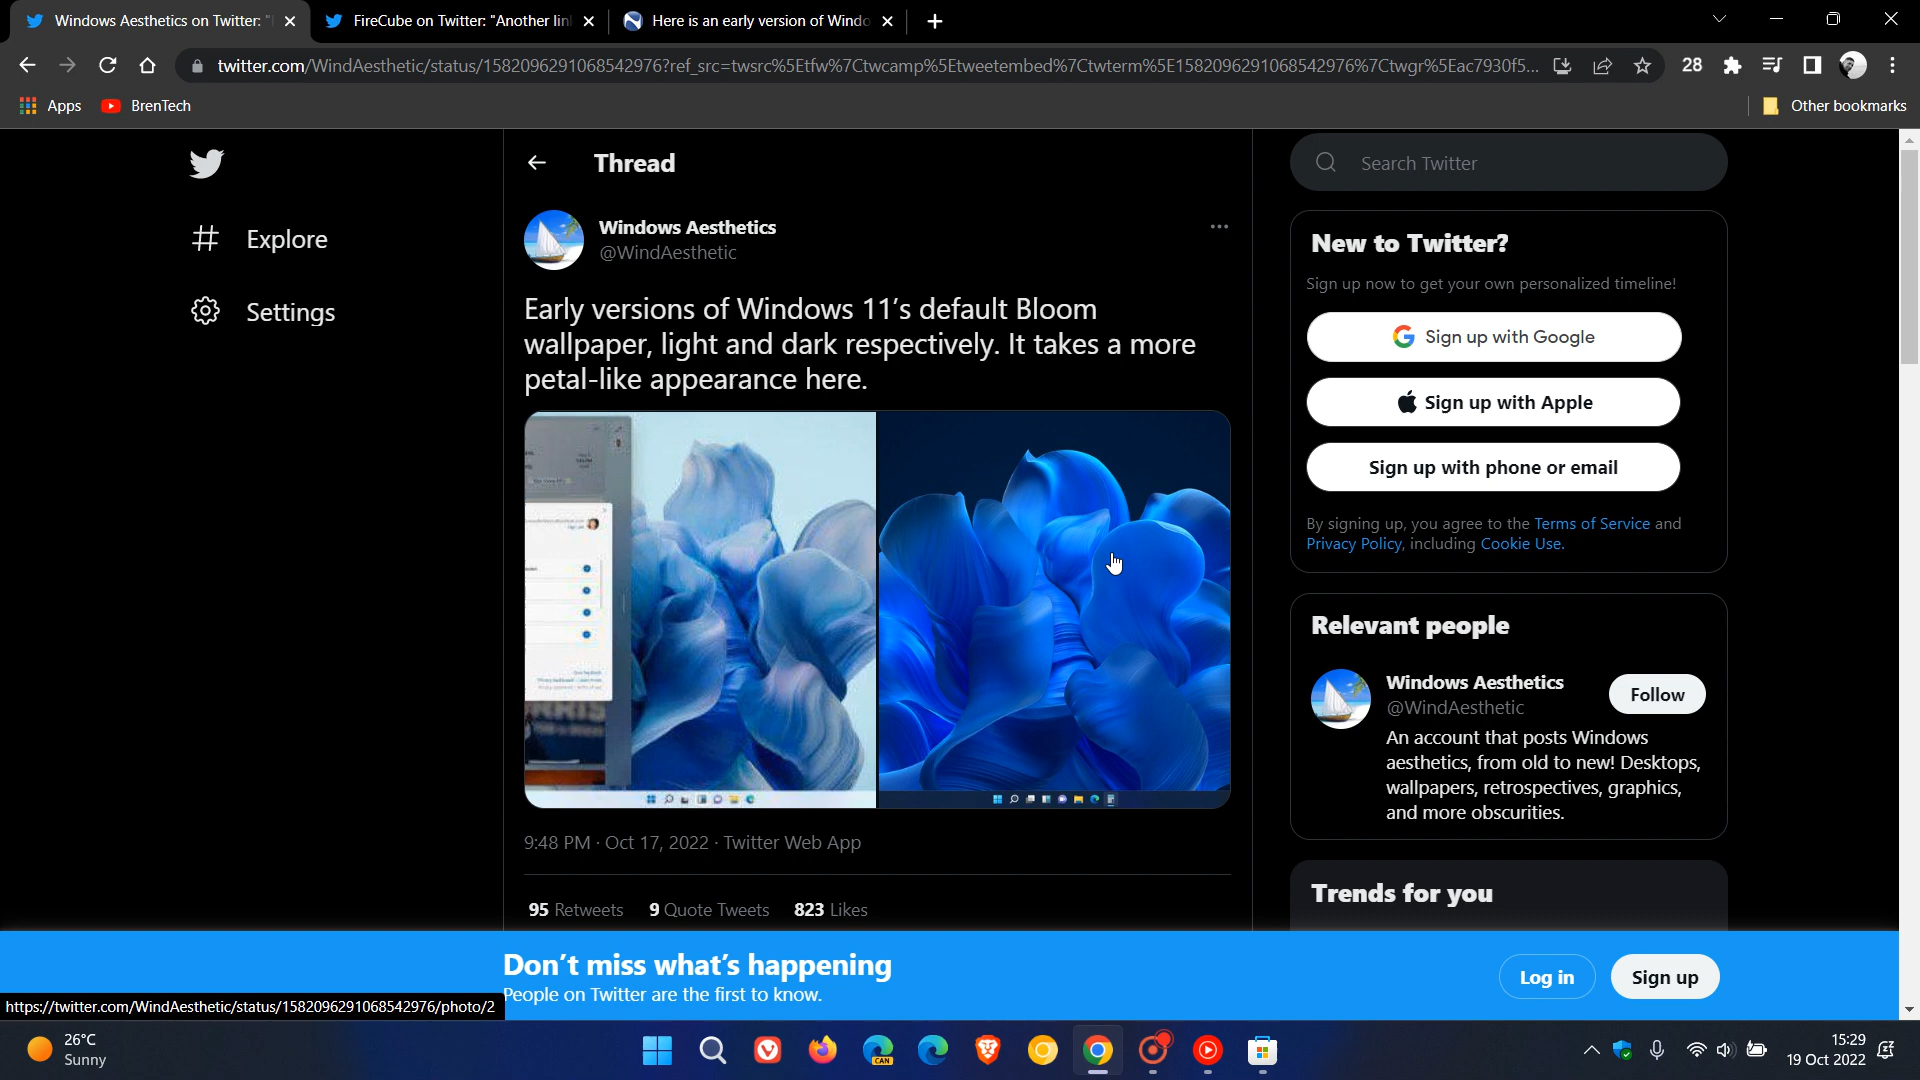 Windows Aesthetics on Twitter: "
FireCube on Twitter: "Another lin
Here is an early version of Windo
twitter.com/WindAesthetic/status/1582096291068542976?ref_src=twsrc%5Etfw%7Ctwcamp%5Etweetembed%7Ctwterm%5E1582096291068542976%7Ctwgr%5Eac7930f5...
28
Apps
BrenTech
Other bookmarks
Thread
Search Twitter
Explore
Settings
Windows Aesthetics
@WindAesthetic
Early versions of Windows 11's default Bloom
wallpaper, light and dark respectively. It takes a more
petal-like appearance here.
9:48 PM · Oct 17, 2022 · Twitter Web App
95 Retweets 9 Quote Tweets 823 Likes
New to Twitter?
Sign up now to get your own personalized timeline!
Sign up with Google
Sign up with Apple
Sign up with phone or email
By signing up, you agree to the Terms of Service and
Privacy Policy, including Cookie Use.
Relevant people
Windows Aesthetics
@WindAesthetic
Follow
An account that posts Windows
aesthetics, from old to new! Desktops,
wallpapers, retrospectives, graphics,
and more obscurities.
Trends for you
Don't miss what's happening
People on Twitter are the first to know.
Log in
Sign up
https://twitter.com/WindAesthetic/status/1582096291068542976/photo/2
26°C
Sunny
CAN
15:29
19 Oct 2022